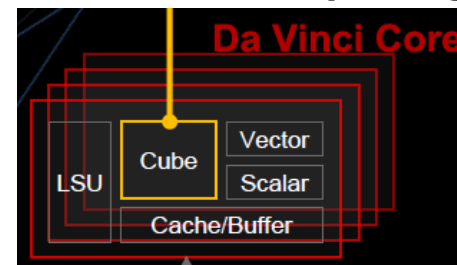 Da Vinci Core
LSU
Cube
Vector
Scalar
Cache/Buffer